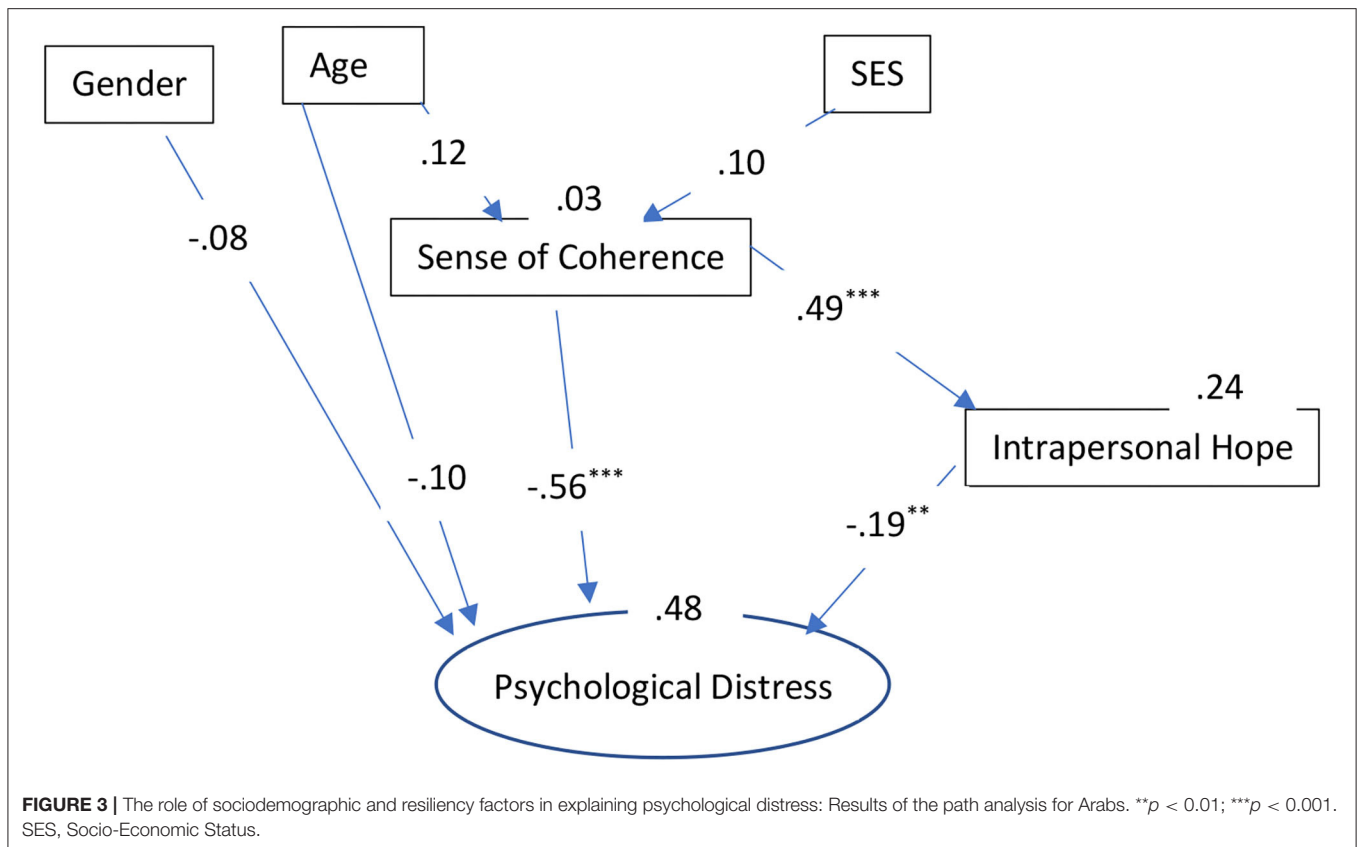 Gender
Age
SES
.12
.10
.03
-.08
Sense of Coherence
.49***
.24
Intrapersonal Hope
-.10
-.56***
-.19**
.48
Psychological Distress
FIGURE 3 | The role of sociodemographic and resiliency factors in explaining psychological distress: Results of the path analysis for Arabs. **p < 0.01; ***p < 0.001.
SES, Socio-Economic Status.